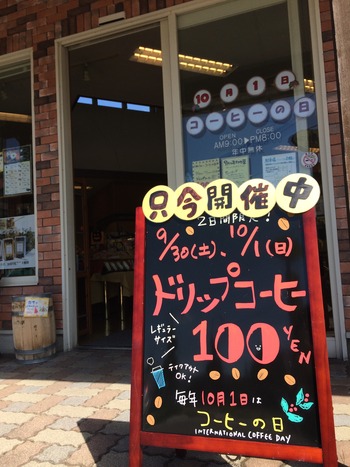 10月1日
コーヒーの日
OPEN CLOSE
AM9:00▶PM8:00
年中無休
只今開催中
2日間限定!
9/30(土)、10/1(日)
ドリップコーヒー
レギュラーサイズ
100YEN
テイクアウト
OK!
毎年10月1日は
コーヒーの日
INTERNATIONAL COFFEE DAY